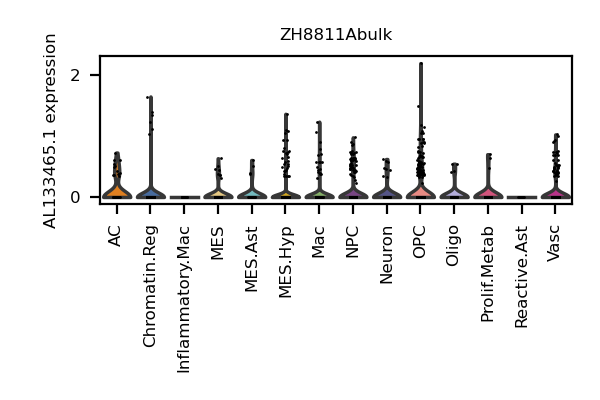 ZH8811Abulk
AL133465.1 expression
2
0
AC
Chromatin.Reg
Inflammatory.Mac
MES
MES.Ast
MES.Hyp
Mac
NPC
Neuron
OPC
Oligo
Prolif.Metab
Reactive.Ast
Vasc